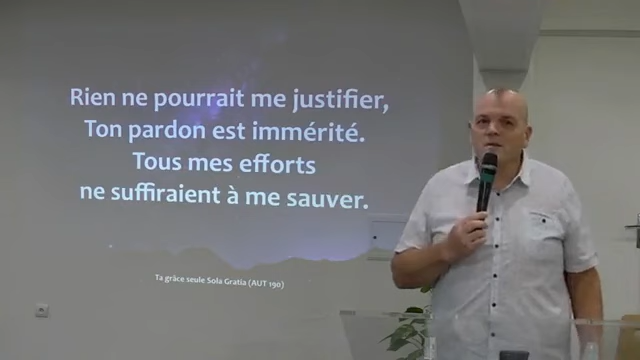 Rien ne pourrait me justifier,
Ton pardon est immérité.
Tous mes efforts
ne suffiraient à me sauver.
Ta grâce seule Sola Gratia (AUT 190)